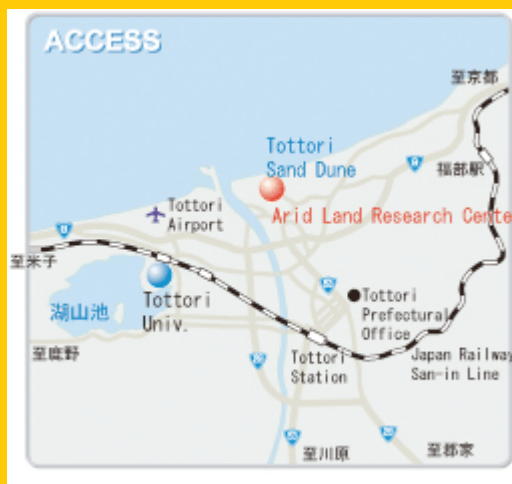 ACCESS
至京都
Tottori
Sand Dune
9
福部駅
Tottori
Airport
Arid Land Research Cente
至米子
湖山池
Tottori
Univ.
Tottori
Prefectural
Office
至鹿野
Tottori
Station
Japan Railway
San-in Line
至川原
至郡家